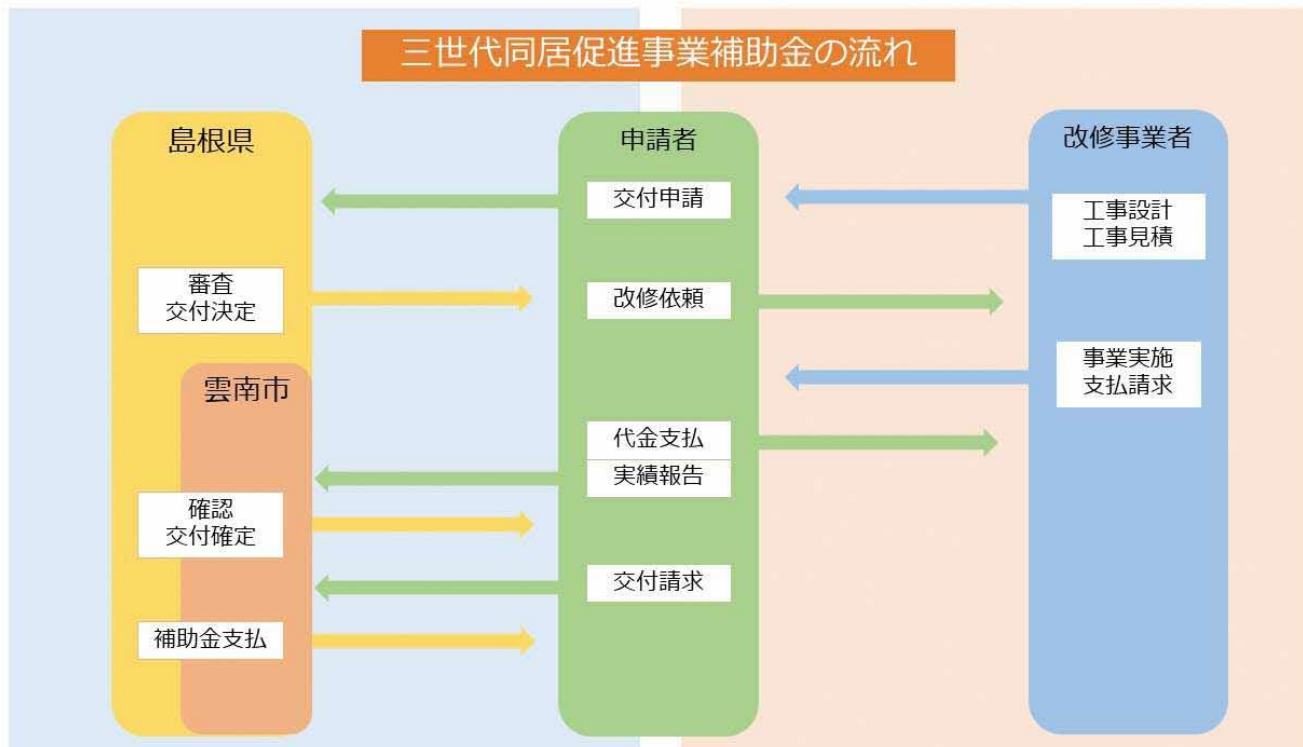 三世代同居促進事業補助金の流れ
島根県
申請者
改修事業者
交付申請
工事設計
工事見積
審査
交付決定
改修依頼
事業実施
支払請求
雲南市
代金支払
実績報告
確認
交付確定
交付請求
補助金支払